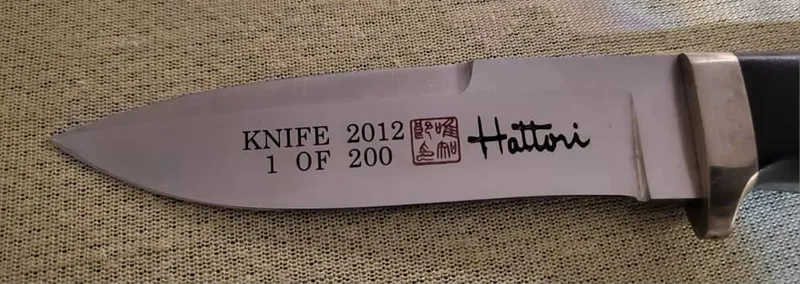 KNIFE 2012
1 OF 200
Hattori